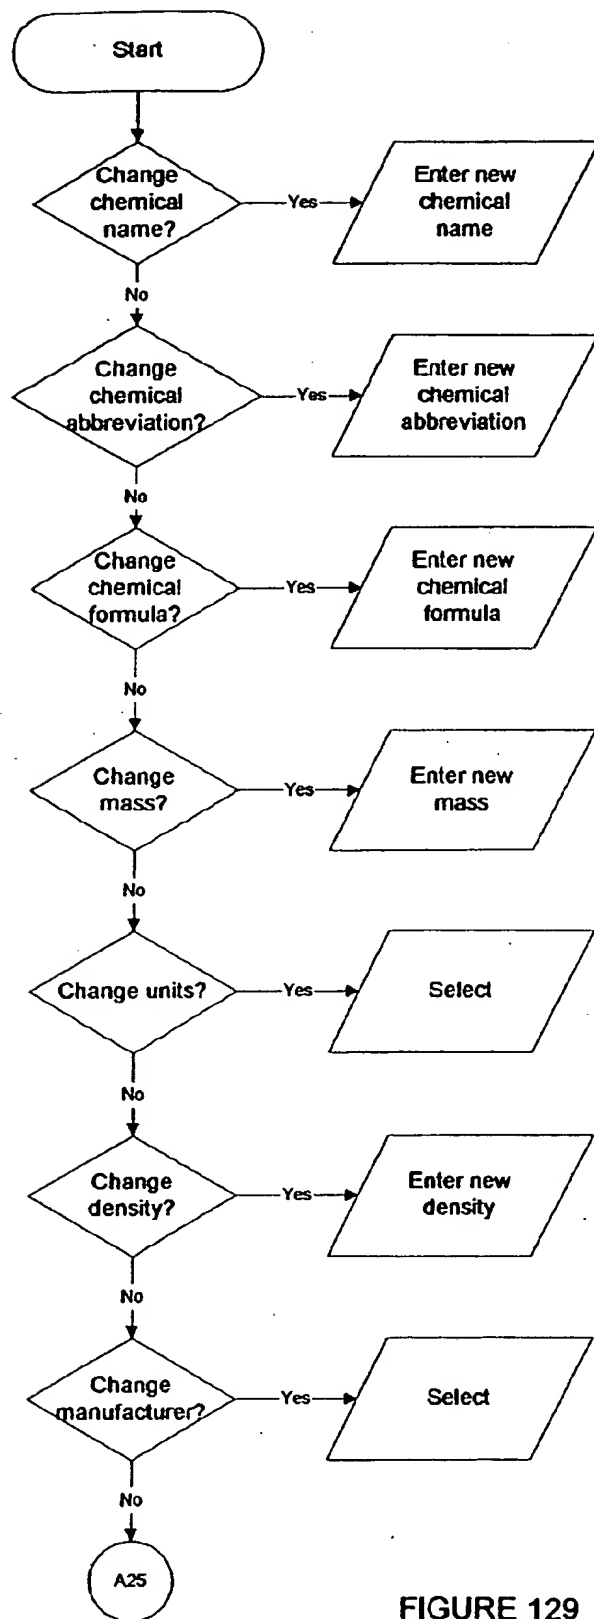 Start
Change
chemical
name?
Yes
Enter new
chemical
name
No
Change
chemical
abbreviation?
Yes
Enter new
chemical
abbreviation
No
Change
chemical
formula?
Yes
Enter new
chemical
formula
No
Change
mass?
Yes
Enter new
mass
No
Change units?
Yes
Select
No
Change
density?
Yes
Enter new
density
No
Change
manufacturer?
Yes
Select
No
A25
FIGURE 129